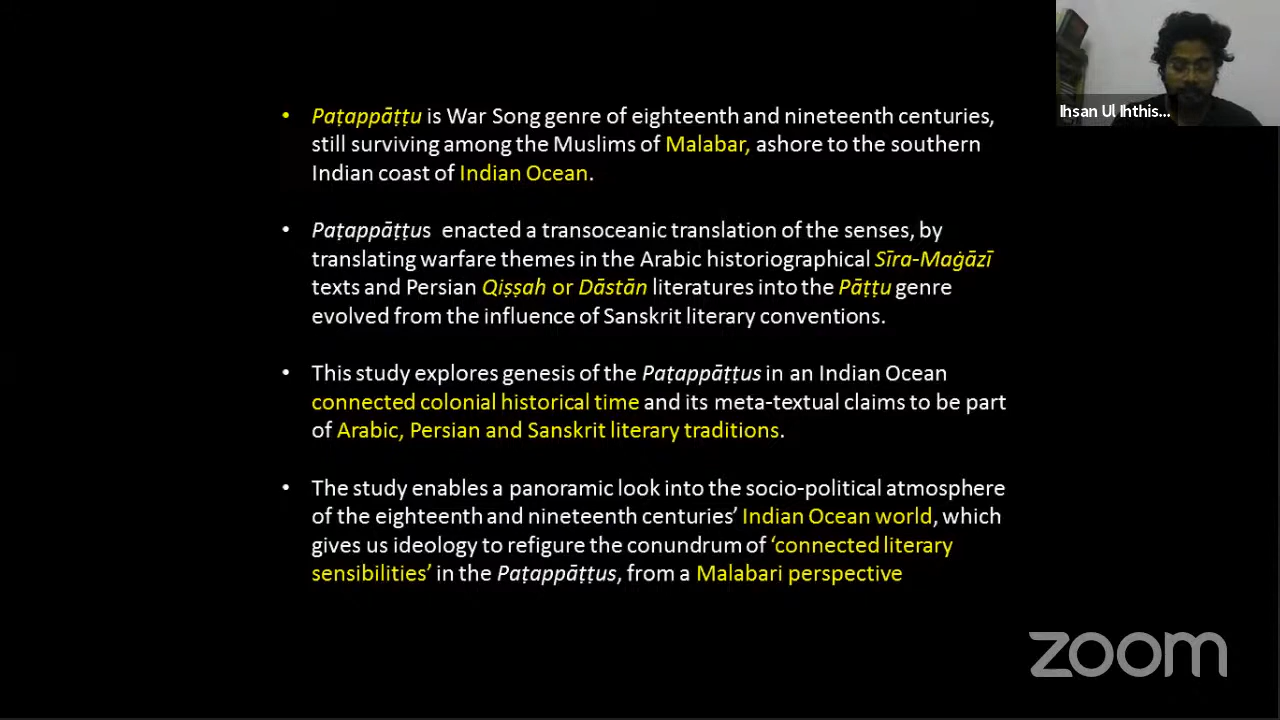 • Paṭappāṭṭu is War Song genre of eighteenth and nineteenth centuries,
still surviving among the Muslims of Malabar, ashore to the southern
Indian coast of Indian Ocean.
• Paṭappāṭṭus enacted a transoceanic translation of the senses, by
translating warfare themes in the Arabic historiographical Sīra-Maġāzī
texts and Persian Qiṣṣah or Dāstān literatures into the Pāṭṭu genre
evolved from the influence of Sanskrit literary conventions.
• This study explores genesis of the Paṭappāṭṭus in an Indian Ocean
connected colonial historical time and its meta-textual claims to be part
of Arabic, Persian and Sanskrit literary traditions.
• The study enables a panoramic look into the socio-political atmosphere
of the eighteenth and nineteenth centuries’ Indian Ocean world, which
gives us ideology to refigure the conundrum of ‘connected literary
sensibilities’ in the Paṭappāṭṭus, from a Malabari perspective
Ihsan Ul Ihthis...
zoom